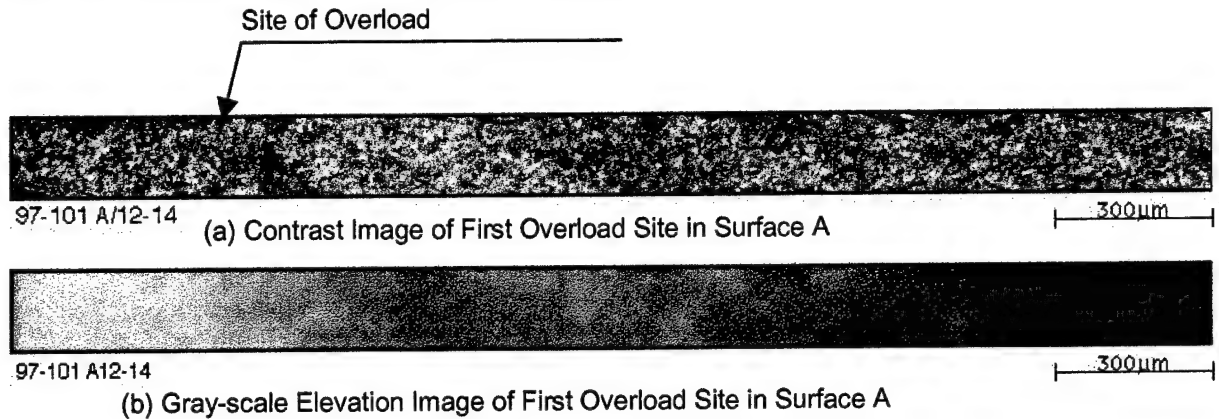 Site of Overload
97-101 A/12-14
300µm
(a) Contrast Image of First Overload Site in Surface A
97-101 A12-14
300µm
(b) Gray-scale Elevation Image of First Overload Site in Surface A